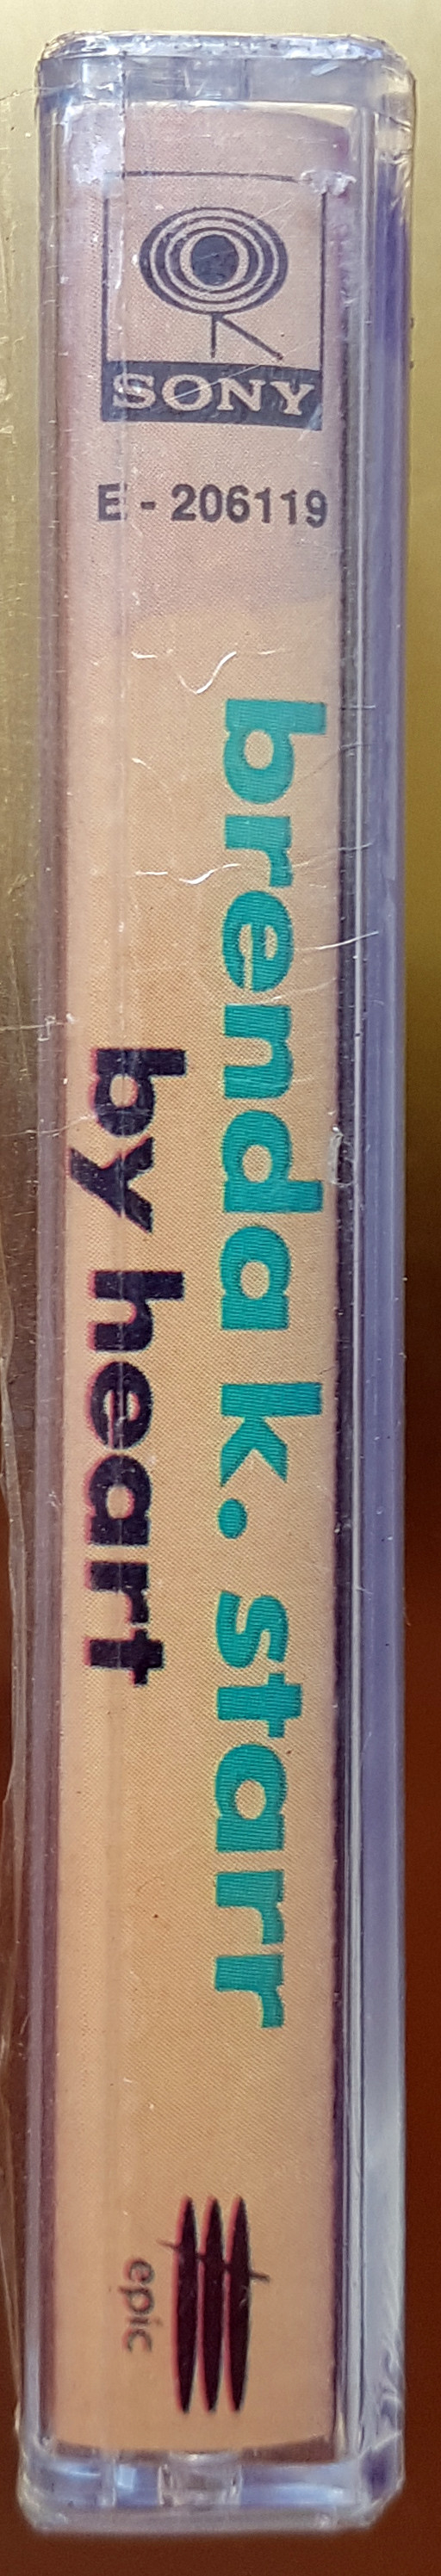 SONY
E - 206119
brenda k. starr
by heart
epic